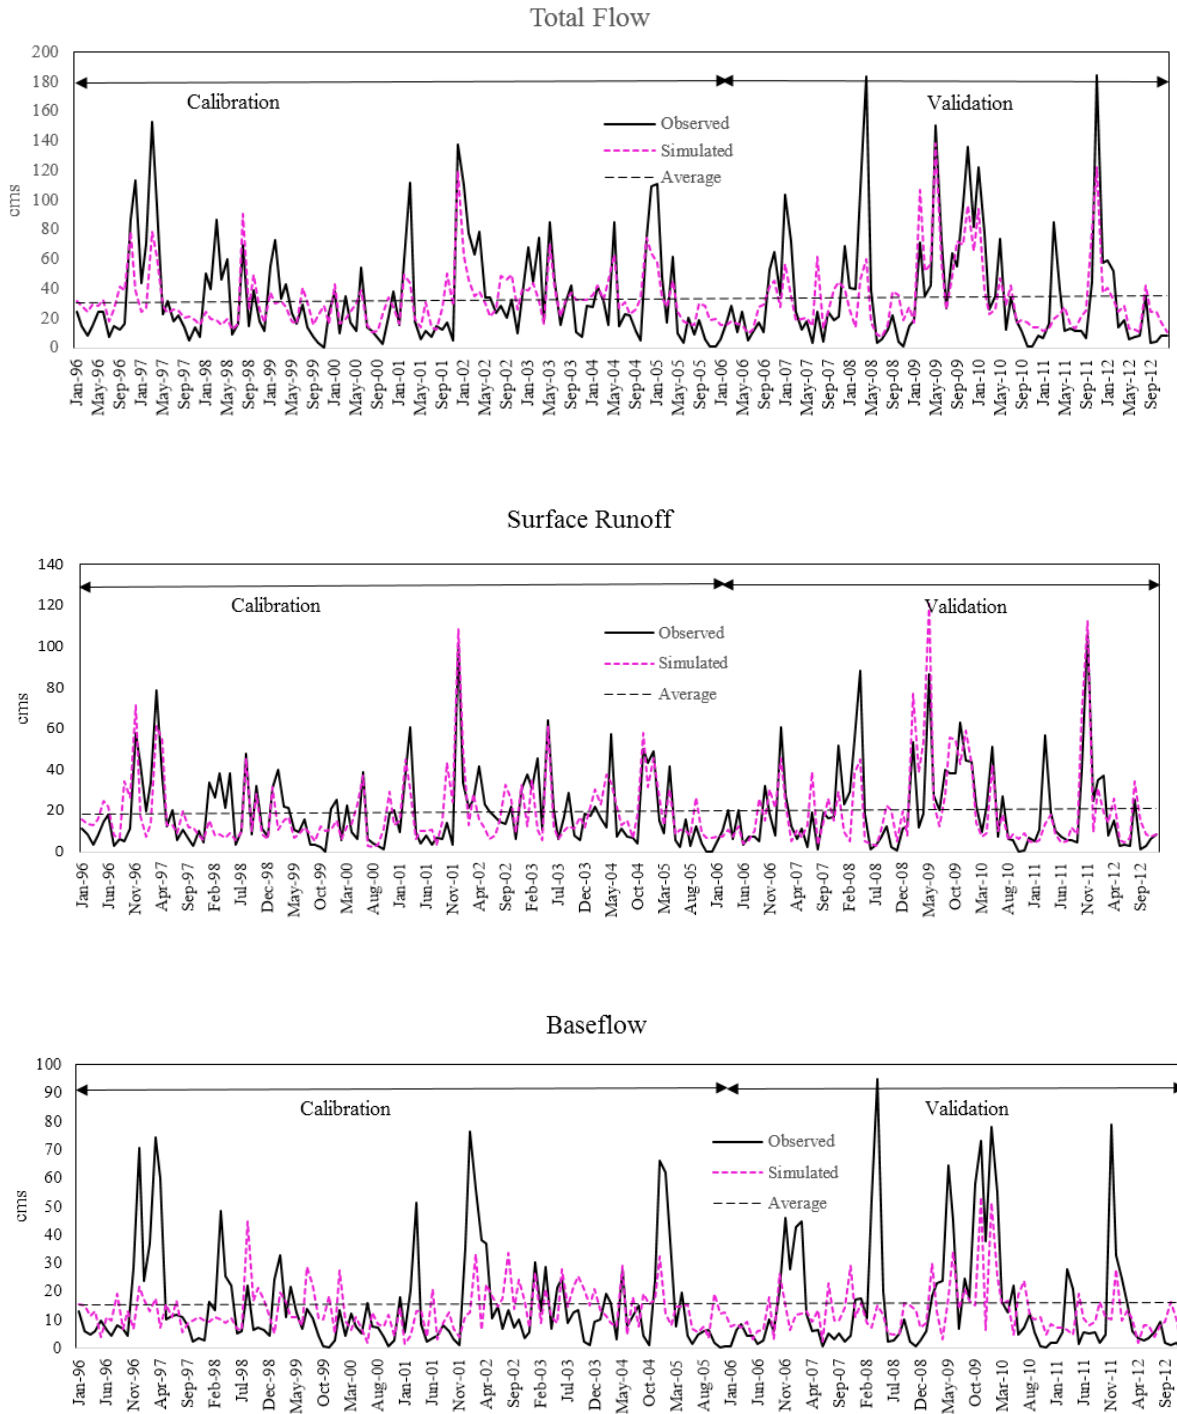 Total Flow
200
180
160
140
120
100
80
60
40
20
0
cms
Calibration
Validation
Observed
Simulated
Average
Jan-96 May-96 Sep-96 Jan-97 May-97 Sep-97 Jan-98 May-98 Sep-98 Jan-99 May-99 Sep-99 Jan-00 May-00 Sep-00 Jan-01 May-01 Sep-01 Jan-02 May-02 Sep-02 Jan-03 May-03 Sep-03 Jan-04 May-04 Sep-04 Jan-05 May-05 Sep-05 Jan-06 May-06 Sep-06 Jan-07 May-07 Sep-07 Jan-08 May-08 Sep-08 Jan-09 May-09 Sep-09 Jan-10 May-10 Sep-10 Jan-11 May-11 Sep-11 Jan-12 May-12 Sep-12
Surface Runoff
140
120
100
80
60
40
20
0
cms
Calibration
Validation
Observed
Simulated
Average
Jan-96 Jun-96 Nov-96 Apr-97 Sep-97 Feb-98 Jul-98 Dec-98 May-99 Oct-99 Mar-00 Aug-00 Jan-01 Jun-01 Nov-01 Apr-02 Sep-02 Feb-03 Jul-03 Dec-03 May-04 Oct-04 Mar-05 Aug-05 Jan-06 Jun-06 Nov-06 Apr-07 Sep-07 Feb-08 Jul-08 Dec-08 May-09 Oct-09 Mar-10 Aug-10 Jan-11 Jun-11 Nov-11 Apr-12 Sep-12
Baseflow
100
90
80
70
60
50
40
30
20
10
0
cms
Calibration
Validation
Observed
Simulated
Average
Jan-96 Jun-96 Nov-96 Apr-97 Sep-97 Feb-98 Jul-98 Dec-98 May-99 Oct-99 Mar-00 Aug-00 Jan-01 Jun-01 Nov-01 Apr-02 Sep-02 Feb-03 Jul-03 Dec-03 May-04 Oct-04 Mar-05 Aug-05 Jan-06 Jun-06 Nov-06 Apr-07 Sep-07 Feb-08 Jul-08 Dec-08 May-09 Oct-09 Mar-10 Aug-10 Jan-11 Jun-11 Nov-11 Apr-12 Sep-12